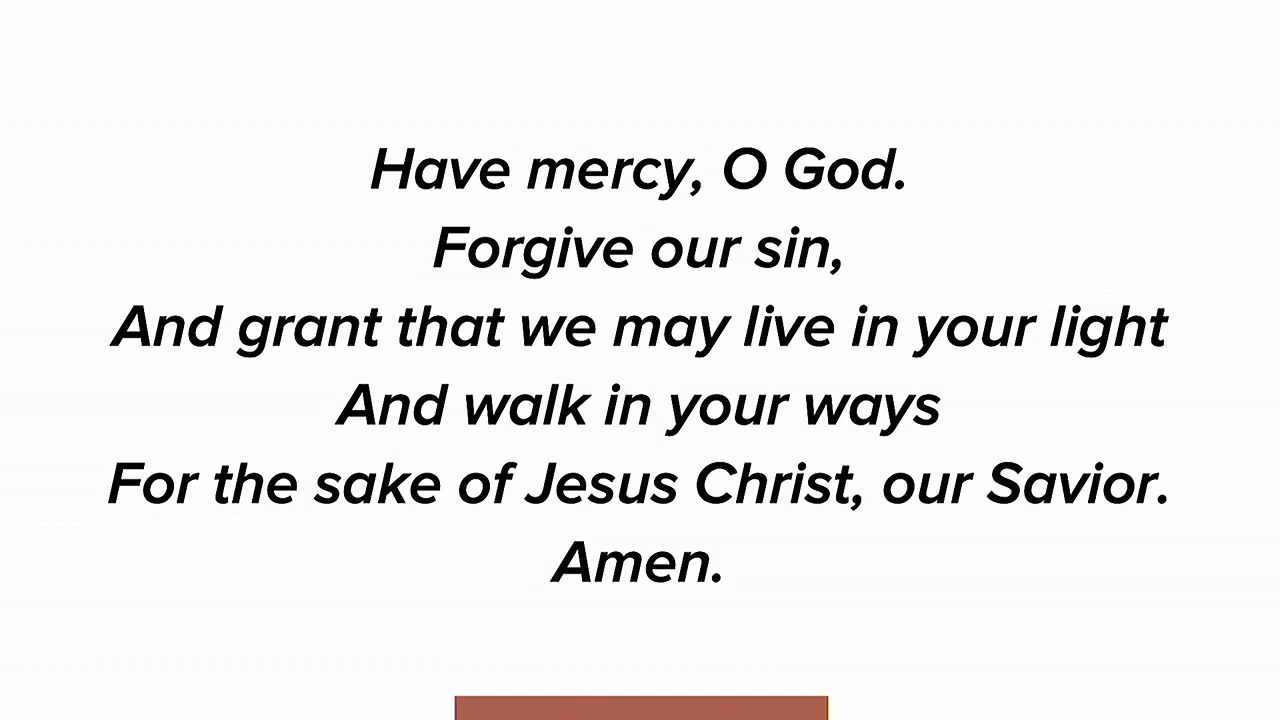 Have mercy, O God.
Forgive our sin,
And grant that we may live in your light
And walk in your ways
For the sake of Jesus Christ, our Savior.
Amen.